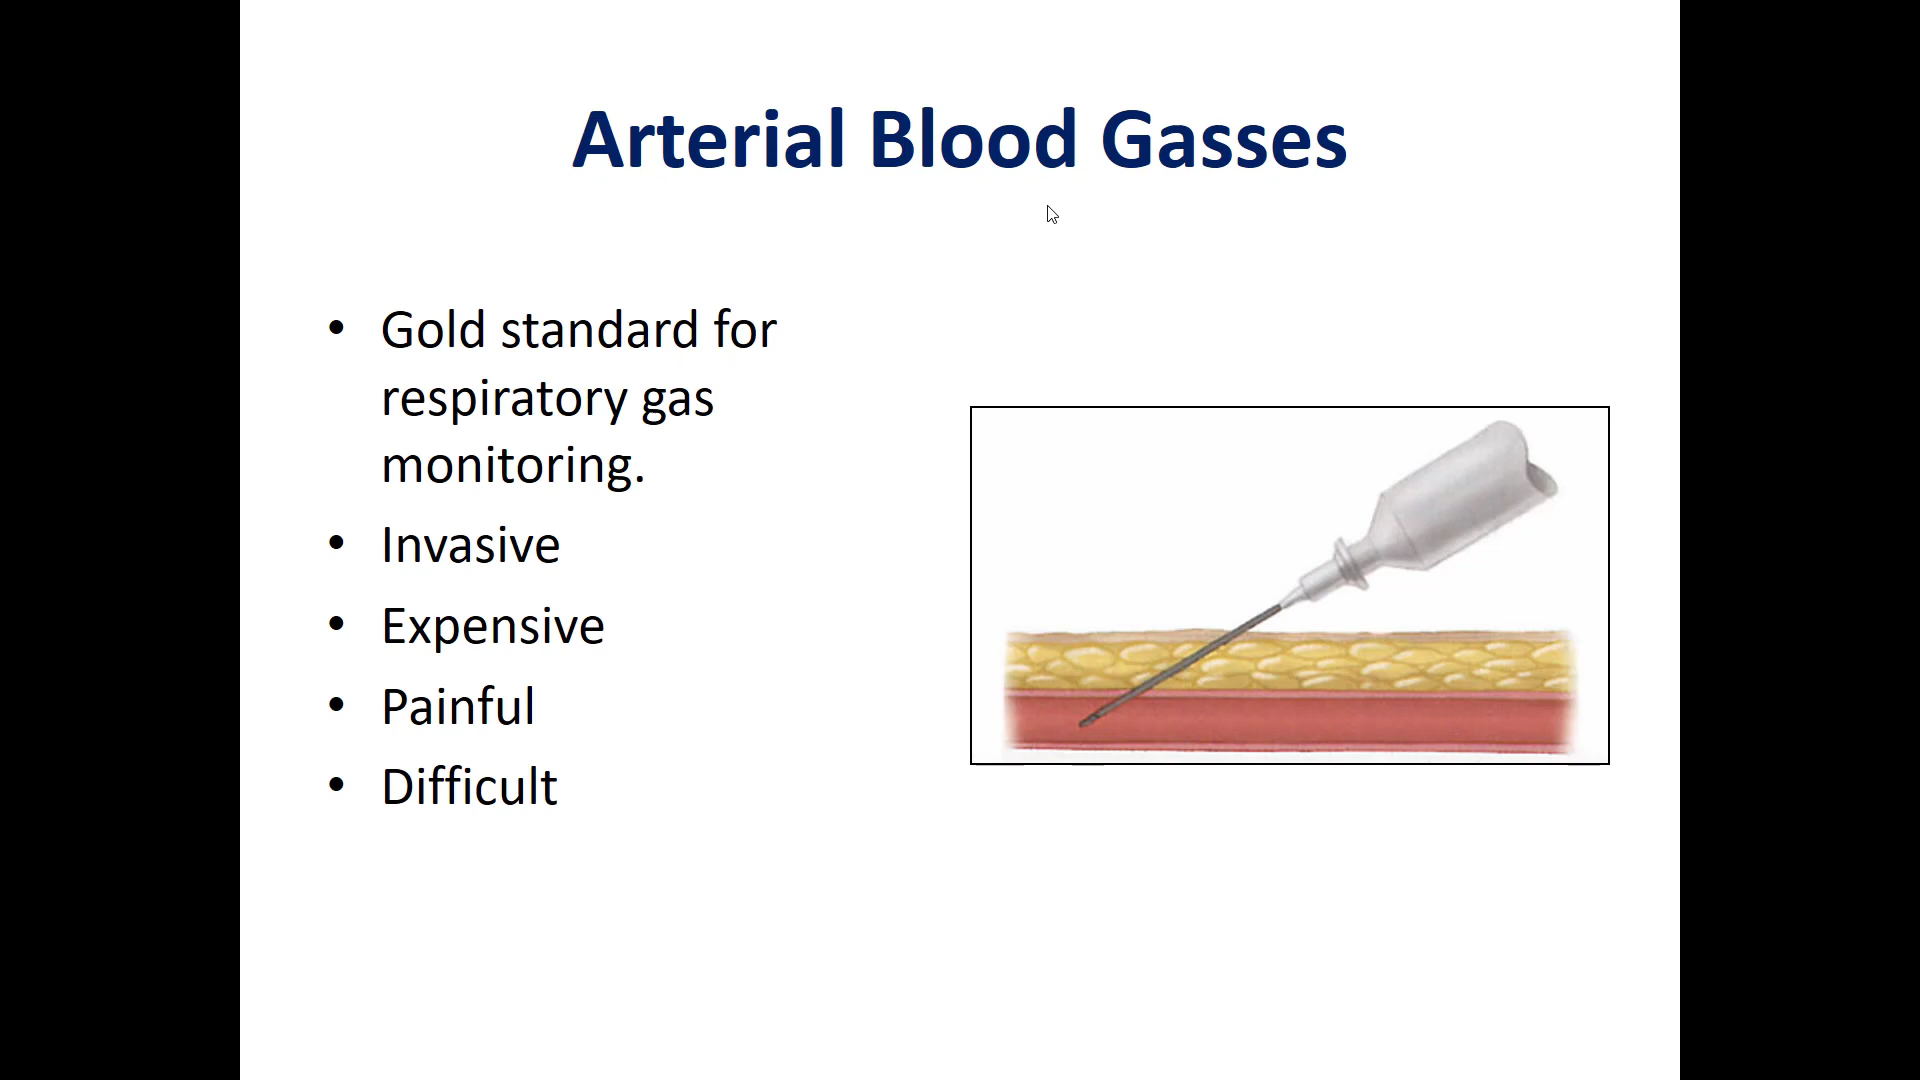 Arterial Blood Gasses
• Gold standard for
respiratory gas
monitoring.
• Invasive
• Expensive
• Painful
• Difficult